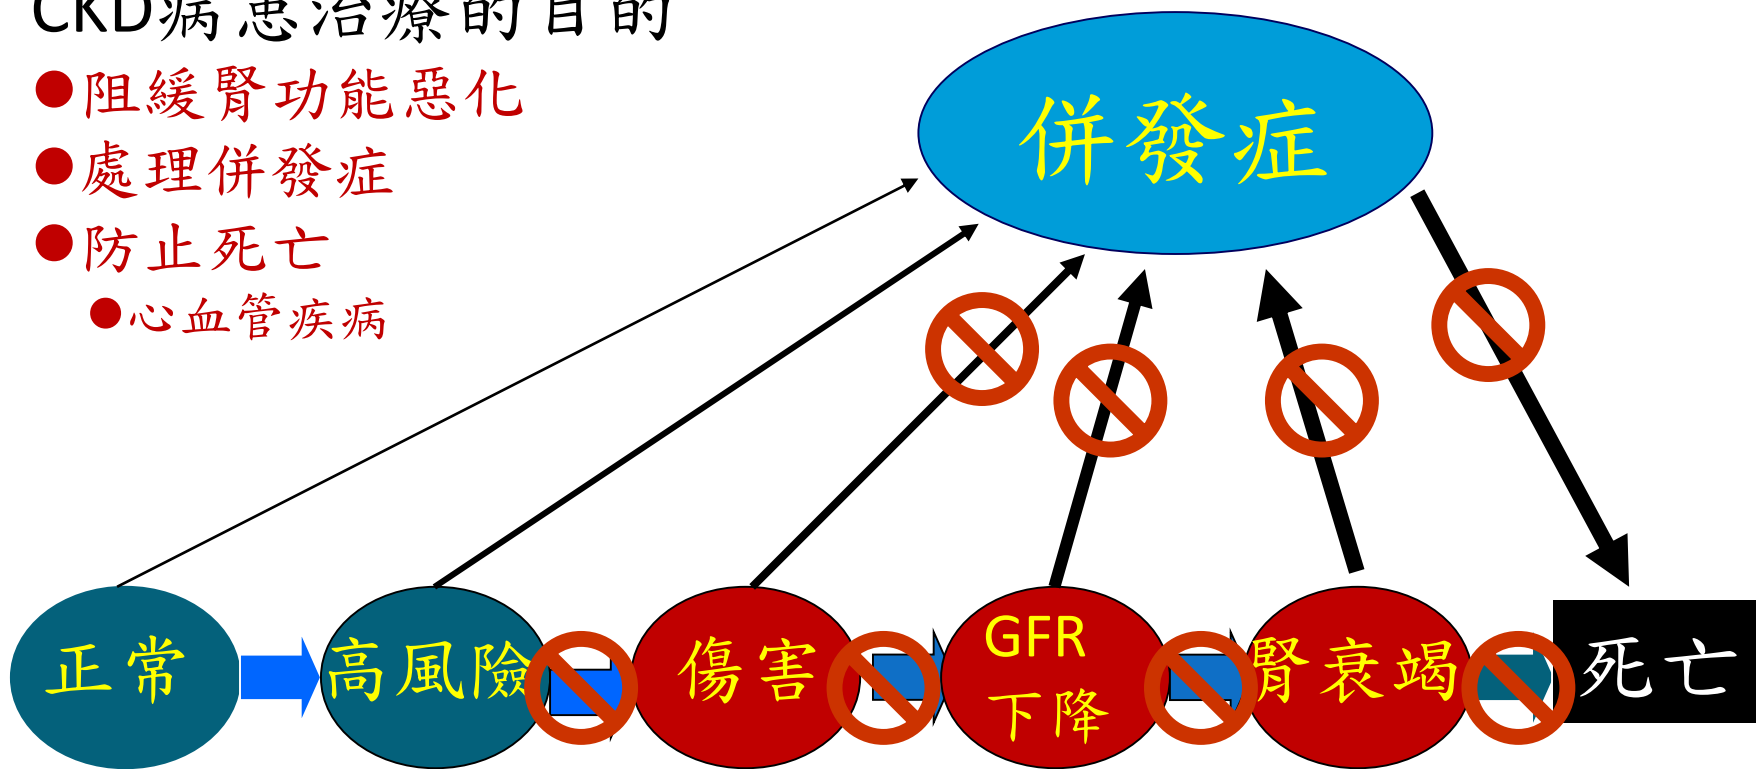 CKD病患治療的目的
●阻緩腎功能惡化
●處理併發症
●防止死亡
●心血管疾病
併發症
正常
高風險
傷害
GFR
下降
腎衰竭
死亡